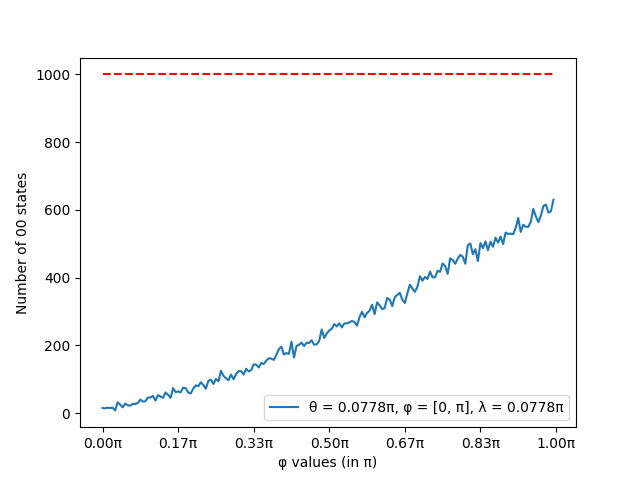 1000
800
600
400
200
0
Number of 00 states
θ = 0.0778π, φ = [0, π], λ = 0.0778π
0.00π 0.17π 0.33π 0.50π 0.67π 0.83π 1.00π
φ values (in π)